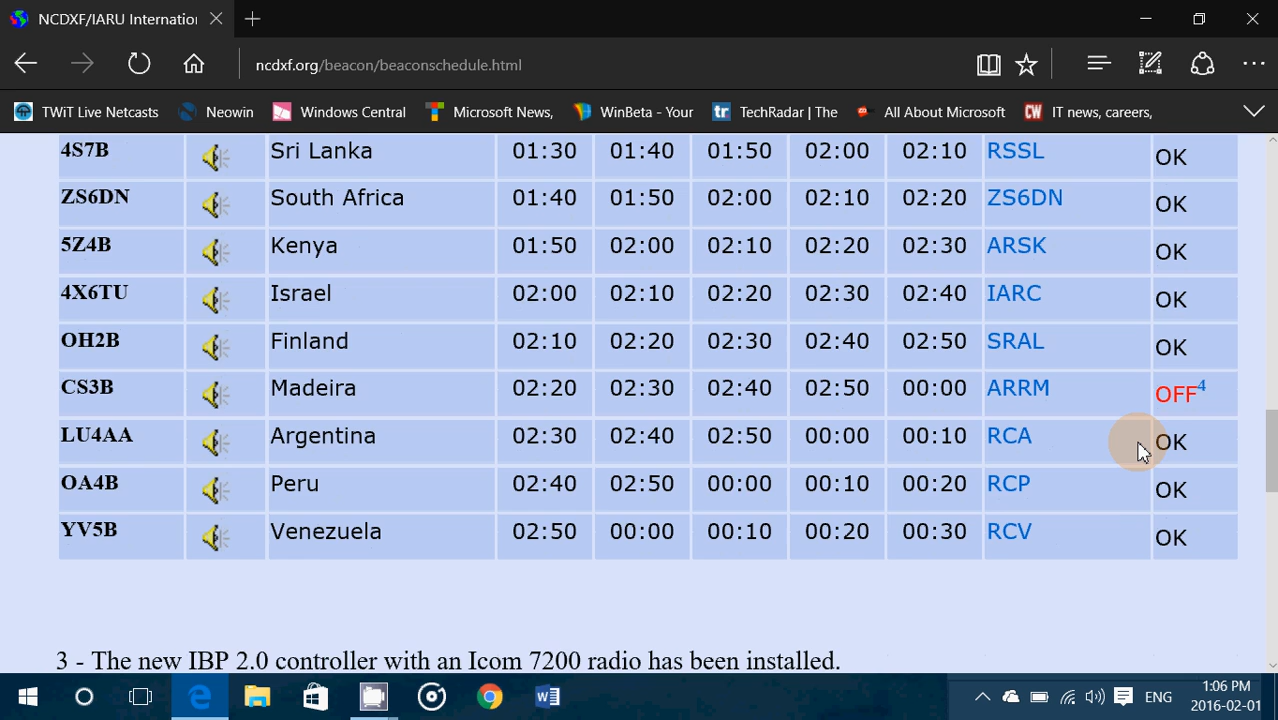 NCDXF/IARU Internatio
ncdxf.org/beacon/beaconschedule.html
TWiT Live Netcasts Neowin Windows Central Microsoft News, WinBeta - Your tr TechRadar | The All About Microsoft CW IT news, careers,
4S7B Sri Lanka 01:30 01:40 01:50 02:00 02:10 RSSL OK
ZS6DN South Africa 01:40 01:50 02:00 02:10 02:20 ZS6DN OK
5Z4B Kenya 01:50 02:00 02:10 02:20 02:30 ARSK OK
4X6TU Israel 02:00 02:10 02:20 02:30 02:40 IARC OK
OH2B Finland 02:10 02:20 02:30 02:40 02:50 SRAL OK
CS3B Madeira 02:20 02:30 02:40 02:50 00:00 ARRM OFF4
LU4AA Argentina 02:30 02:40 02:50 00:00 00:10 RCA OK
OA4B Peru 02:40 02:50 00:00 00:10 00:20 RCP OK
YV5B Venezuela 02:50 00:00 00:10 00:20 00:30 RCV OK
3 - The new IBP 2.0 controller with an Icom 7200 radio has been installed.
ENG 1:06 PM
2016-02-01